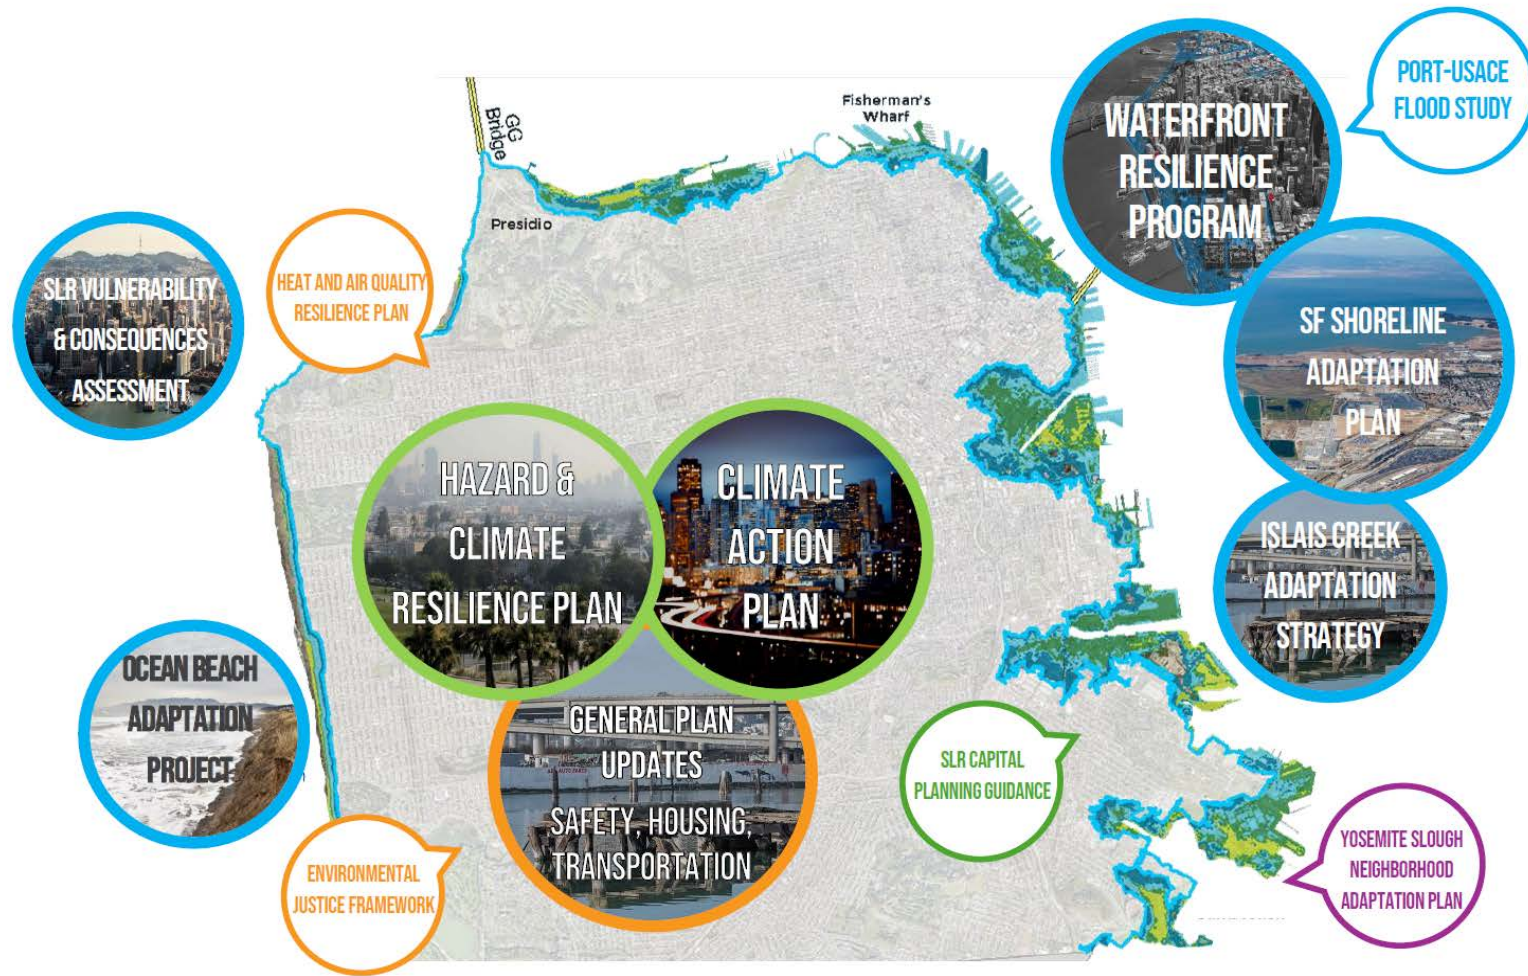 PORT-USACE
FLOOD STUDY
Fisherman's
Wharf
WATERFRONT
RESILIENCE
PROGRAM
GG
Bridge
Presidio
SLR VULNERABILITY
& CONSEQUENCES
ASSESSMENT
HEAT AND AIR QUALITY
RESILIENCE PLAN
SF SHORELINE
ADAPTATION
PLAN
HAZARD &
CLIMATE
RESILIENCE PLAN
CLIMATE
ACTION
PLAN
ISLAIS CREEK
ADAPTATION
STRATEGY
OCEAN BEACH
ADAPTATION
PROJECT
GENERAL PLAN
UPDATES
SAFETY, HOUSING,
TRANSPORTATION
SLR CAPITAL
PLANNING GUIDANCE
ENVIRONMENTAL
JUSTICE FRAMEWORK
YOSEMITE SLOUGH
NEIGHBORHOOD
ADAPTATION PLAN